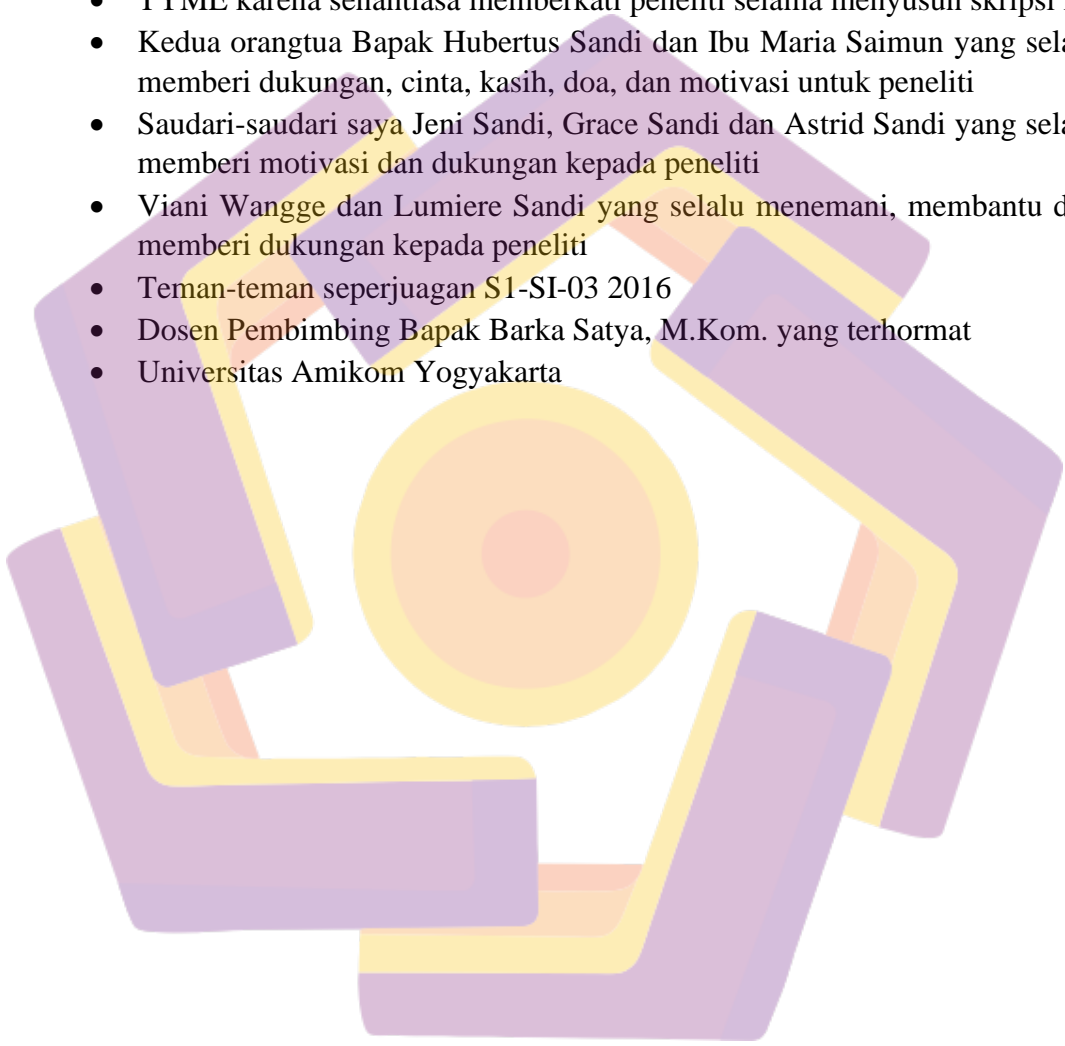 karena senantiasa memberkati peneliti selama menyusun skripsi
• Kedua orangtua Bapak Hubertus Sandi dan Ibu Maria Saimun yang
memberi dukungan, cinta, kasih, doa, dan motivasi untuk peneliti
• Saudari-saudari saya Jeni Sandi, Grace Sandi dan Astrid Sandi yang
memberi motivasi dan dukungan kepada peneliti
• Viani Wangge dan Lumiere Sandi yang selalu menemani, membantu
memberi dukungan kepada peneliti
• Teman-teman seperjuagan S1-SI-03 2016
• Dosen Pembimbing Bapak Barka Satya, M.Kom. yang terhormat
• Universitas Amikom Yogyakarta